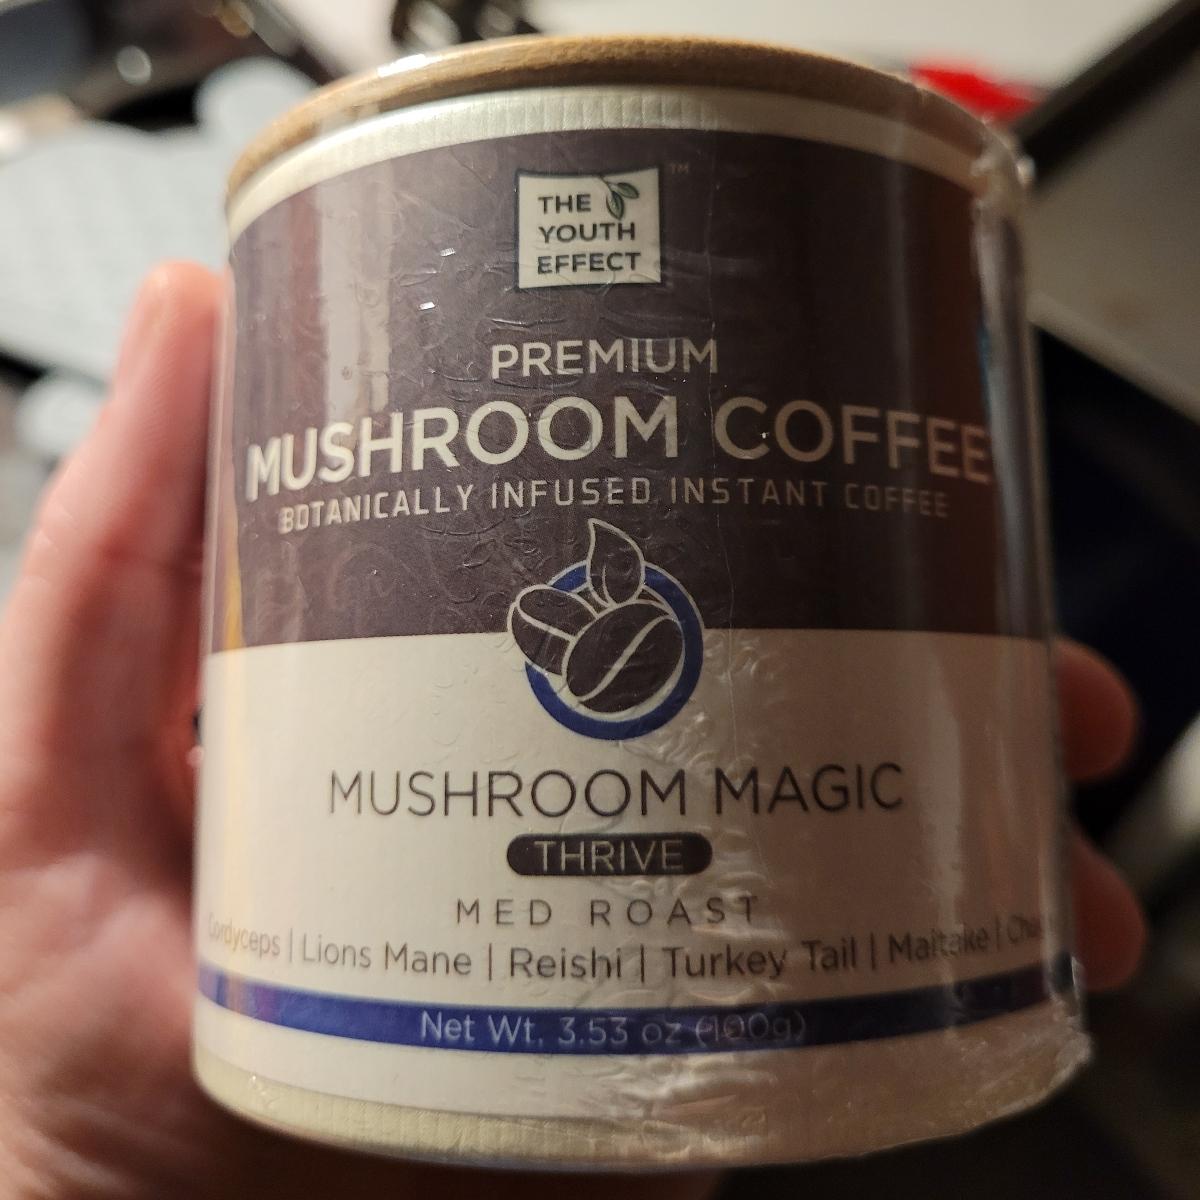 THE
YOUTH
EFFECT
TM
PREMIUM
MUSHROOM COFFEE
BOTANICALLY INFUSED INSTANT COFFEE
MUSHROOM MAGIC
THRIVE
MED ROAST
Cordyceps | Lions Mane | Reishi | Turkey Tail | Maitake |
Net Wt. 3.53 oz (100g)